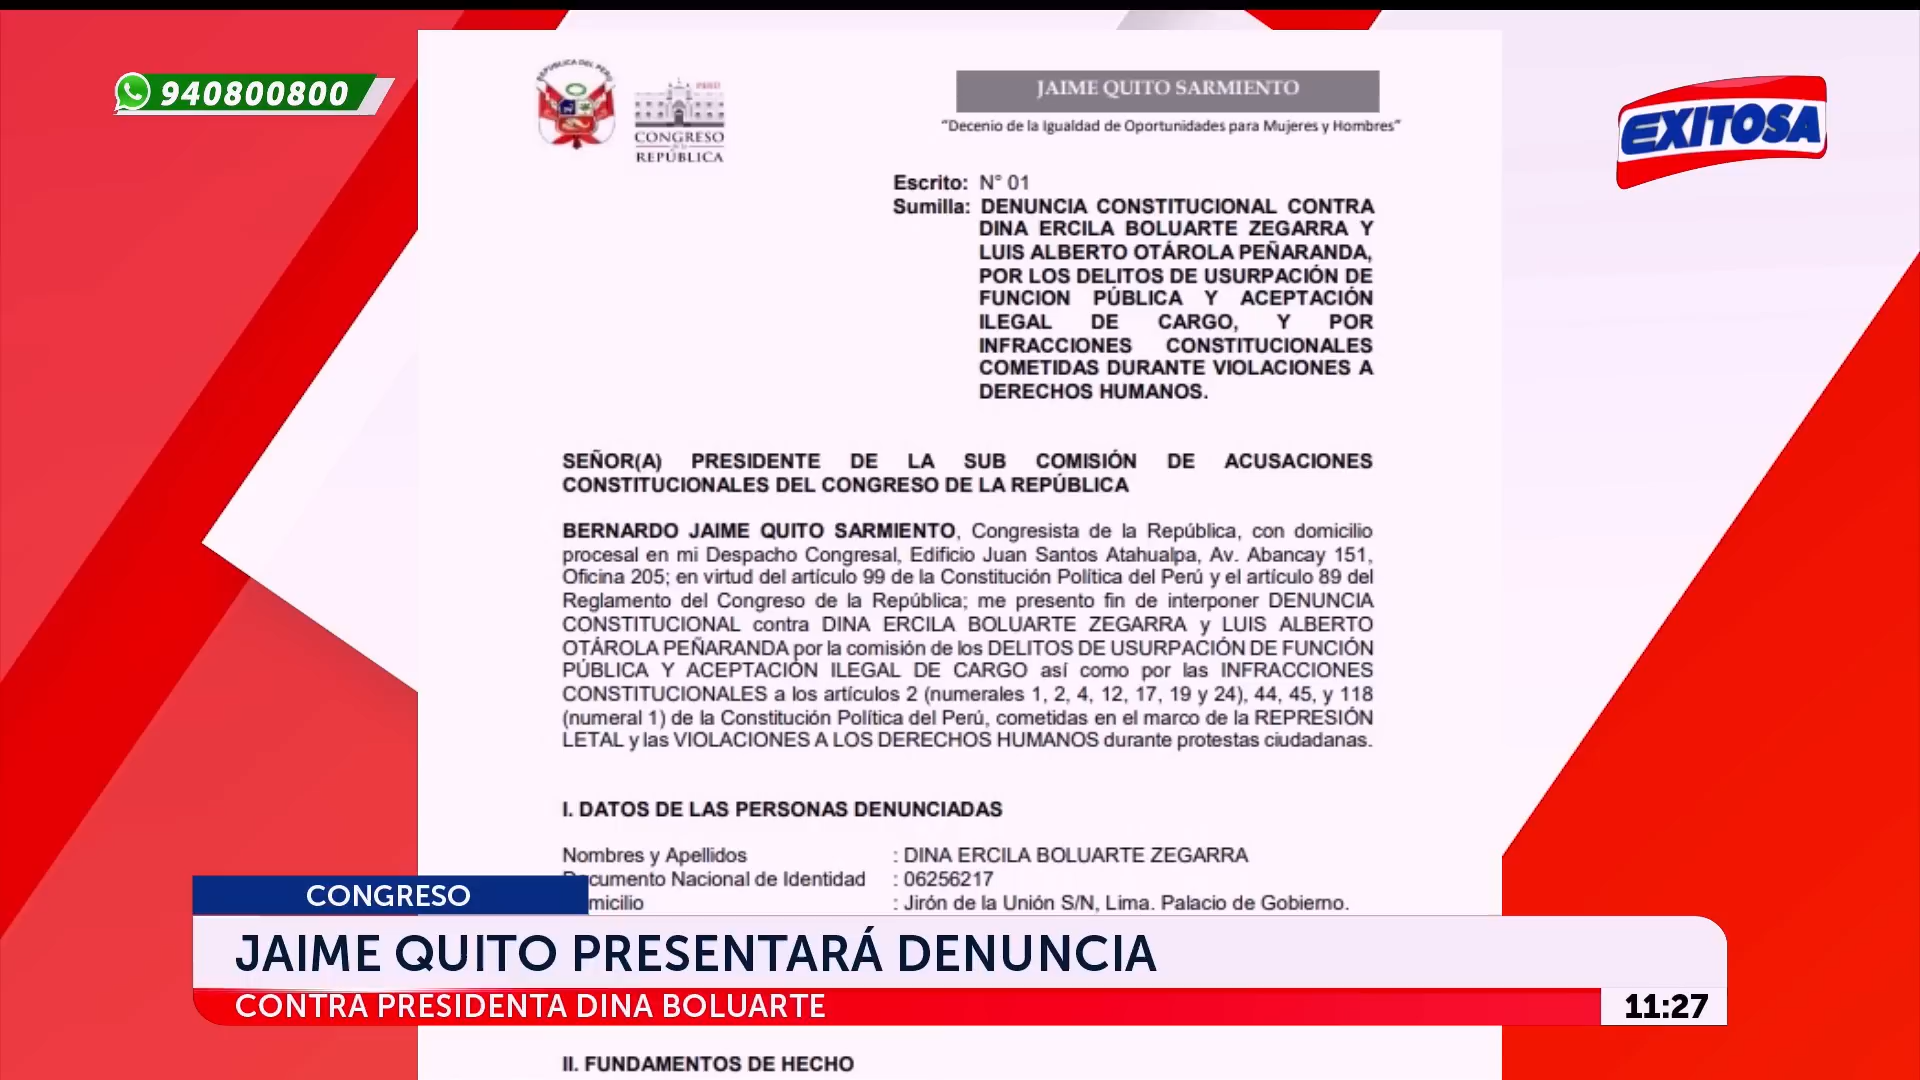 940800800
REPÚBLICA DEL PERÚ
PERÚ
CONGRESO
de la
REPÚBLICA
JAIME QUITO SARMIENTO
“Decenio de la Igualdad de Oportunidades para Mujeres y Hombres”
EXITOSA
Escrito: N° 01
Sumilla: DENUNCIA CONSTITUCIONAL CONTRA
DINA ERCILA BOLUARTE ZEGARRA Y
LUIS ALBERTO OTÁROLA PEÑARANDA,
POR LOS DELITOS DE USURPACIÓN DE
FUNCION PÚBLICA Y ACEPTACIÓN
ILEGAL DE CARGO, Y POR
INFRACCIONES CONSTITUCIONALES
COMETIDAS DURANTE VIOLACIONES A
DERECHOS HUMANOS.
SEÑOR(A) PRESIDENTE DE LA SUB COMISIÓN DE ACUSACIONES
CONSTITUCIONALES DEL CONGRESO DE LA REPÚBLICA
BERNARDO JAIME QUITO SARMIENTO, Congresista de la República, con domicilio
procesal en mi Despacho Congresal, Edificio Juan Santos Atahualpa, Av. Abancay 151,
Oficina 205; en virtud del artículo 99 de la Constitución Política del Perú y el artículo 89 del
Reglamento del Congreso de la República; me presento fin de interponer DENUNCIA
CONSTITUCIONAL contra DINA ERCILA BOLUARTE ZEGARRA y LUIS ALBERTO
OTÁROLA PEÑARANDA por la comisión de los DELITOS DE USURPACIÓN DE FUNCIÓN
PÚBLICA Y ACEPTACIÓN ILEGAL DE CARGO así como por las INFRACCIONES
CONSTITUCIONALES a los artículos 2 (numerales 1, 2, 4, 12, 17, 19 y 24), 44, 45, y 118
(numeral 1) de la Constitución Política del Perú, cometidas en el marco de la REPRESIÓN
LETAL y las VIOLACIONES A LOS DERECHOS HUMANOS durante protestas ciudadanas.
I. DATOS DE LAS PERSONAS DENUNCIADAS
Nombres y Apellidos : DINA ERCILA BOLUARTE ZEGARRA
Documento Nacional de Identidad : 06256217
micilio : Jirón de la Unión S/N, Lima. Palacio de Gobierno.
CONGRESO
JAIME QUITO PRESENTARÁ DENUNCIA
CONTRA PRESIDENTA DINA BOLUARTE
11:27
II. FUNDAMENTOS DE HECHO